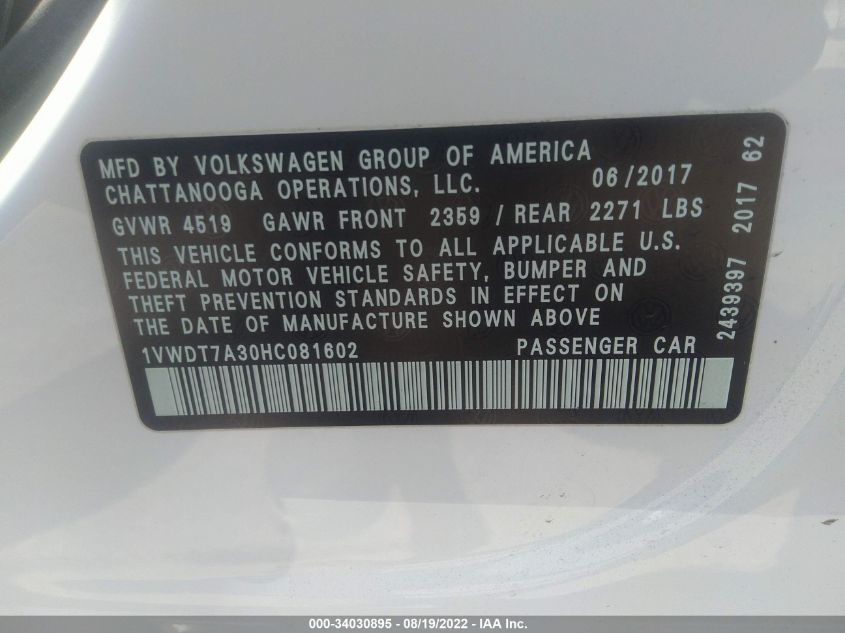 MFD BY VOLKSWAGEN GROUP OF AMERICA
CHATTANOOGA OPERATIONS, LLC. 06/2017
GVWR 4519 GAWR FRONT 2359 / REAR 2271 LBS
THIS VEHICLE CONFORMS TO ALL APPLICABLE U.S.
FEDERAL MOTOR VEHICLE SAFETY, BUMPER AND
THEFT PREVENTION STANDARDS IN EFFECT ON
THE DATE OF MANUFACTURE SHOWN ABOVE
1VWDT7A30HC081602 PASSENGER CAR
2439397 2017 62
000-34030895 - 08/19/2022 - IAA Inc.